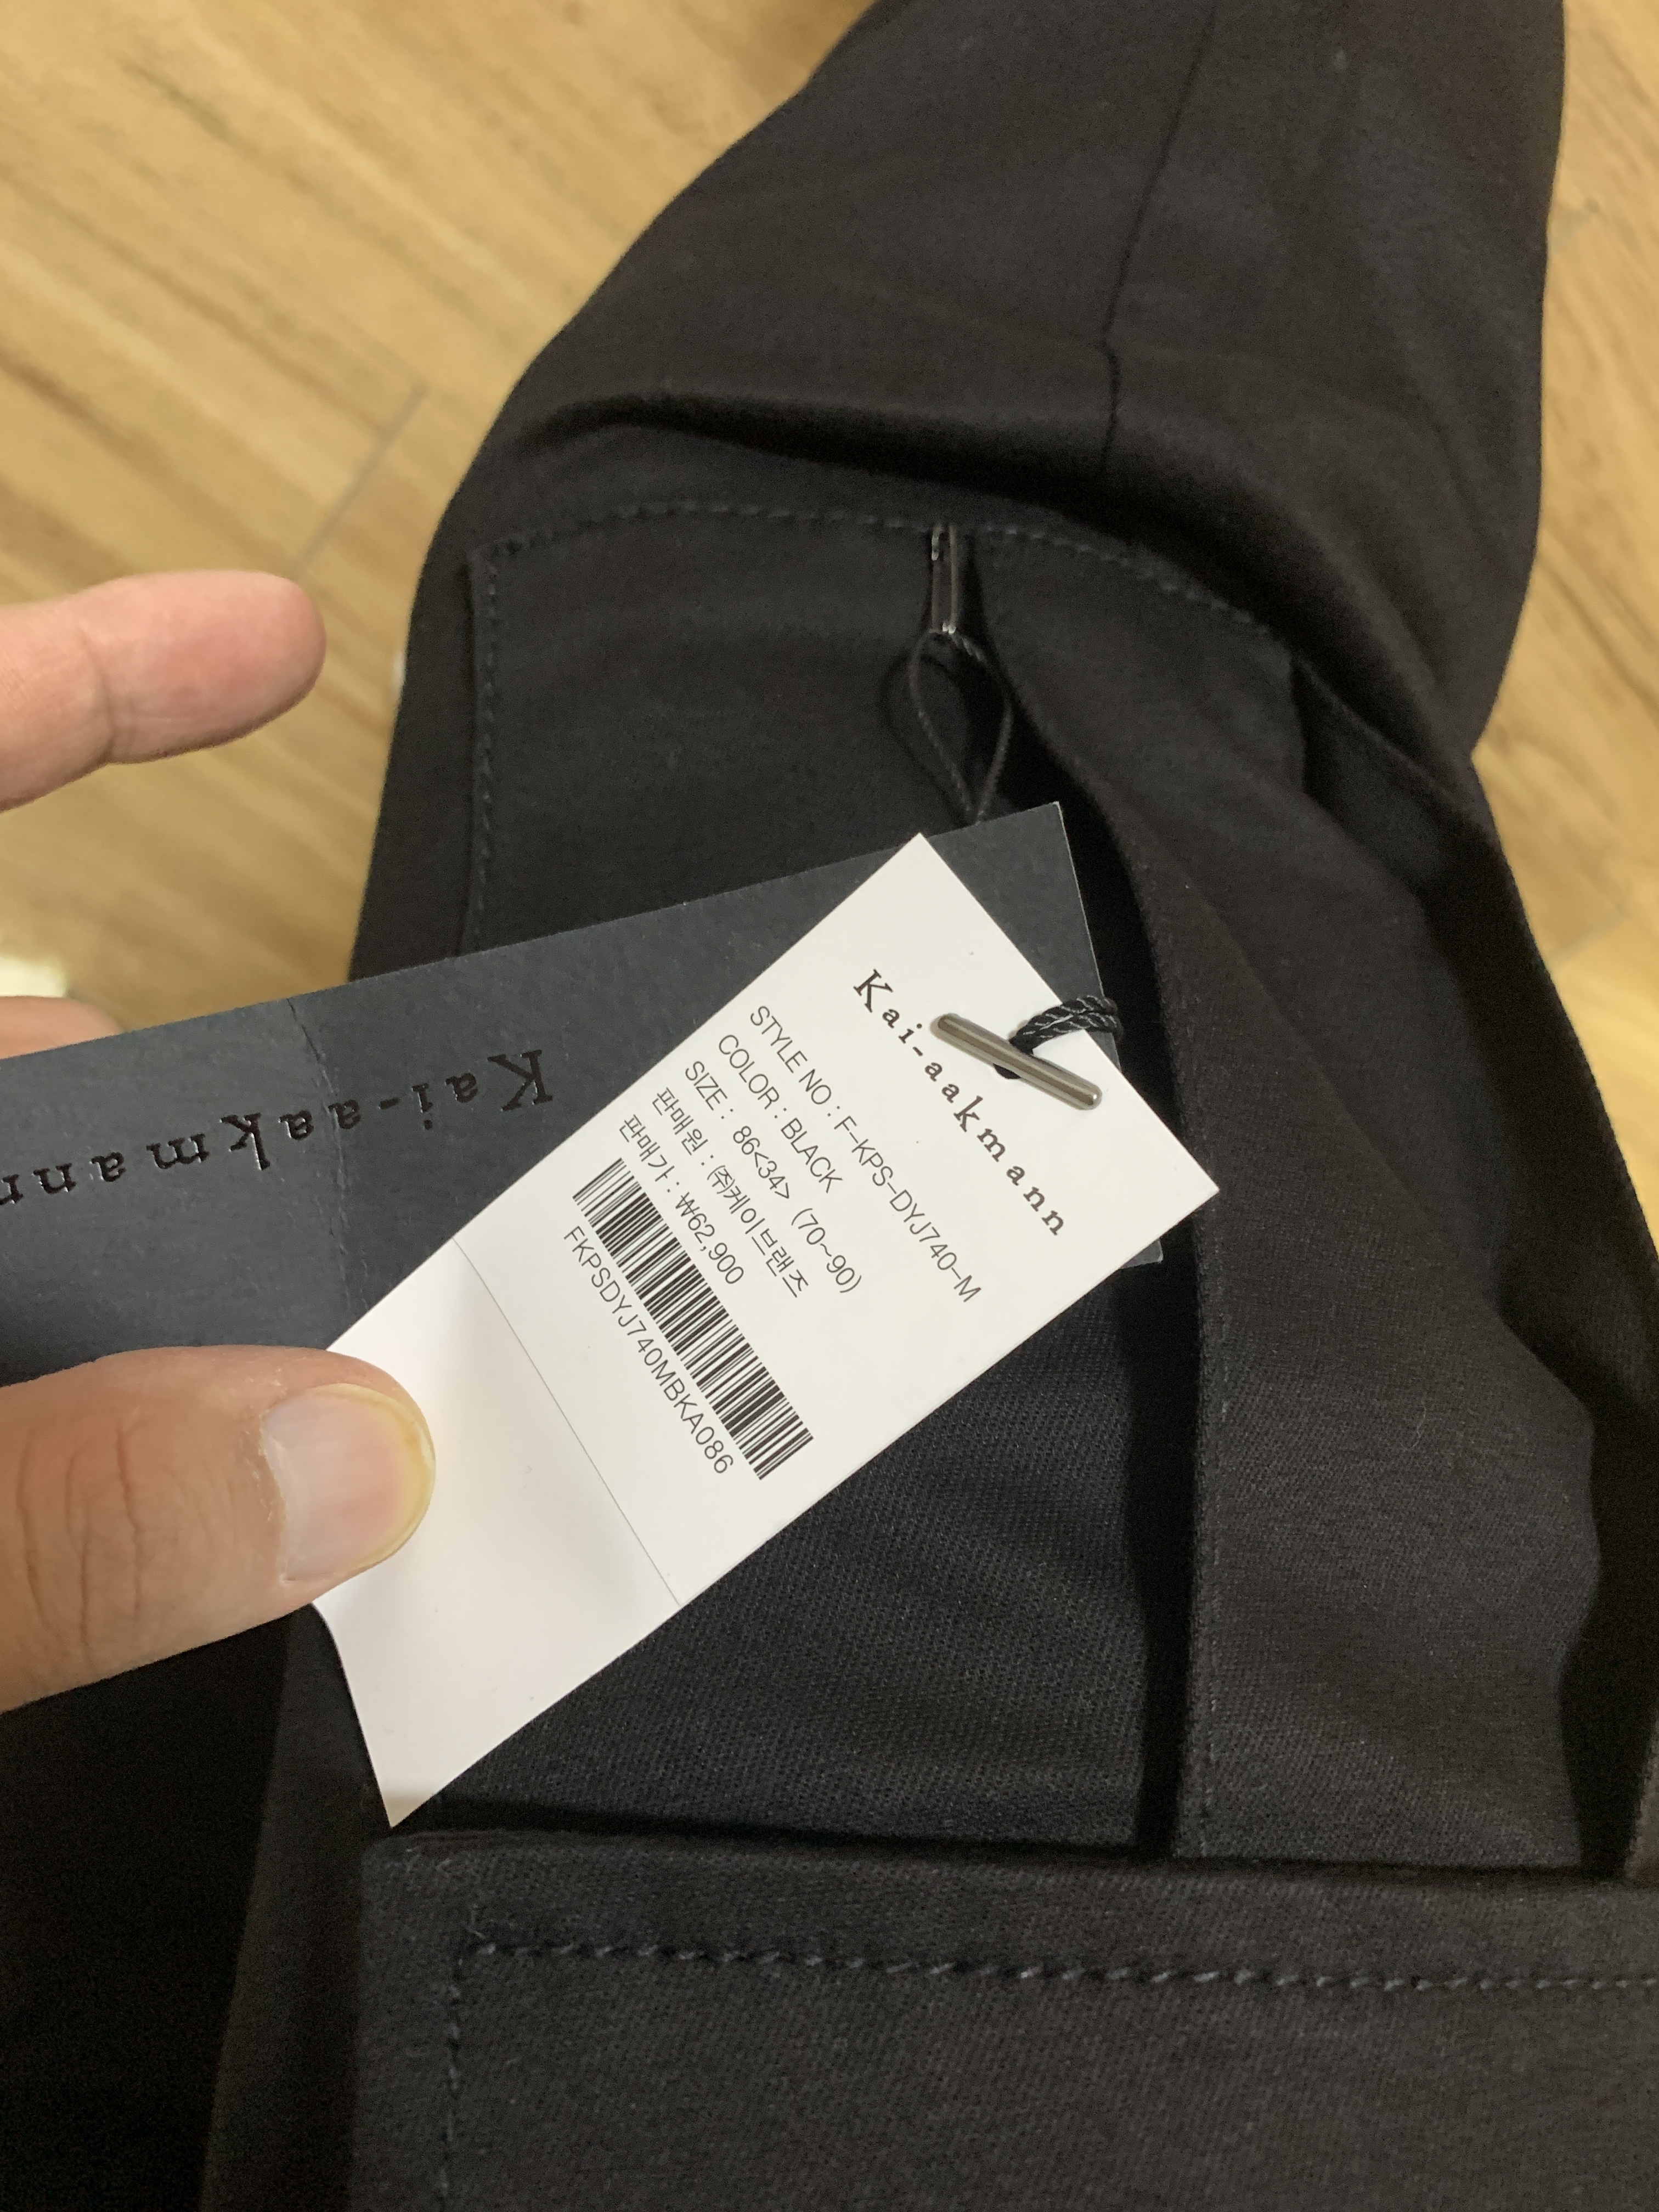 Kai-aakmann
STYLE NO : F-KPS-DYJ740-M
COLOR : BLACK
SIZE : 86<34> (70~90)
판매원 : ㈜케이브랜즈
판매가 : ₩62,900
FKPSDYJ740MBKA086
Kai-aakmann